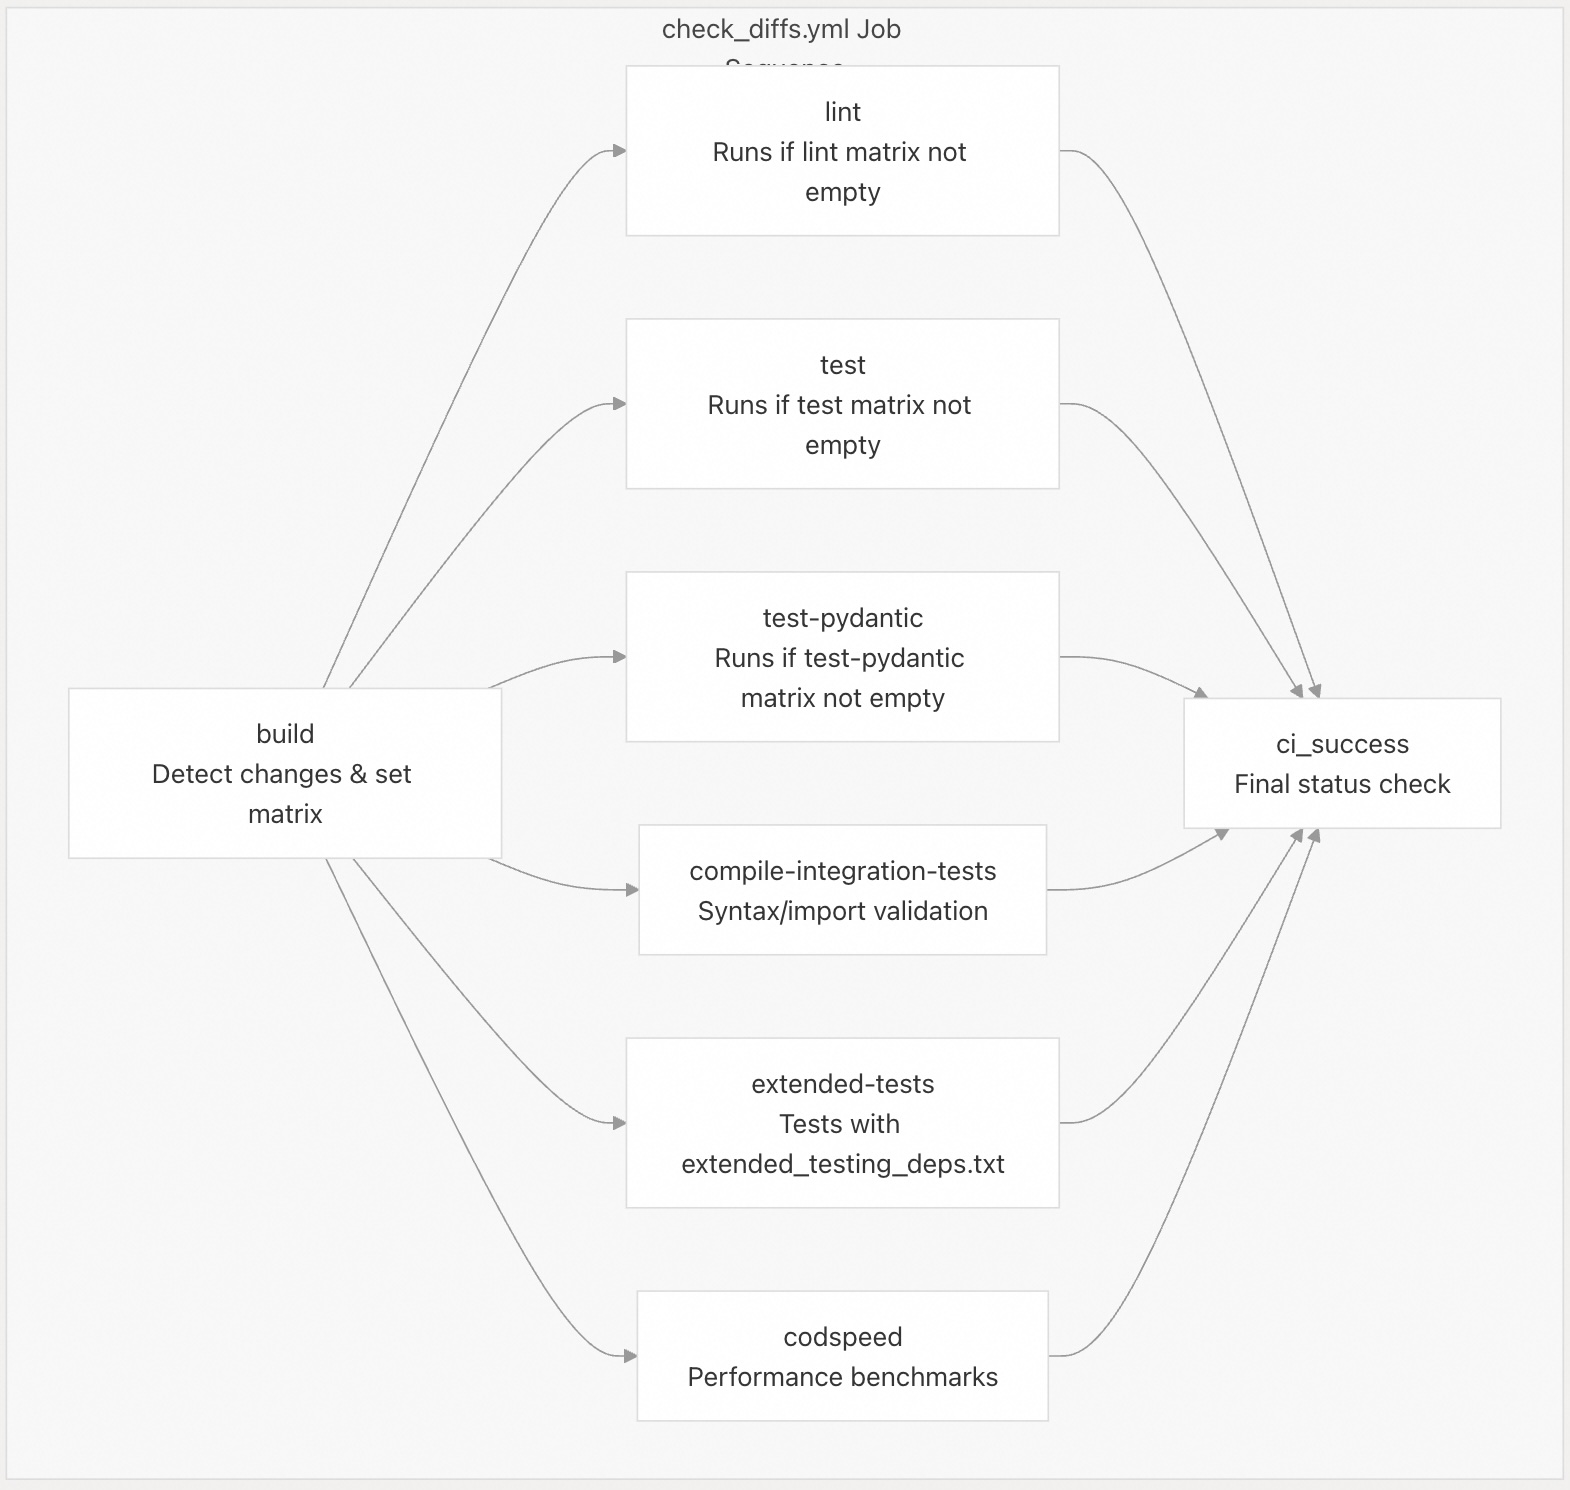 check_diffs.yml Job
Sequence
lint
Runs if lint matrix not
empty
test
Runs if test matrix not
empty
test-pydantic
Runs if test-pydantic
matrix not empty
build
Detect changes & set
matrix
ci_success
Final status check
compile-integration-tests
Syntax/import validation
extended-tests
Tests with
extended_testing_deps.txt
codspeed
Performance benchmarks